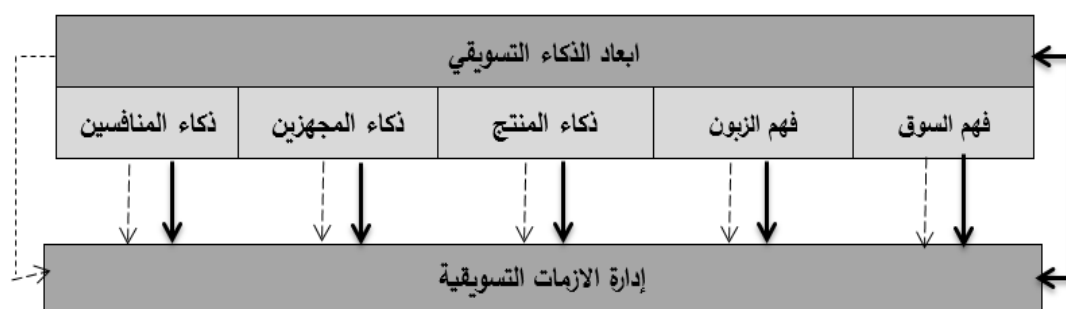 ابعاد الذكاء التسويقي
فهم السوق
فهم الزبون
ذكاء المنتج
ذكاء المجهزين
ذكاء المنافسين
إدارة الازمات التسويقية